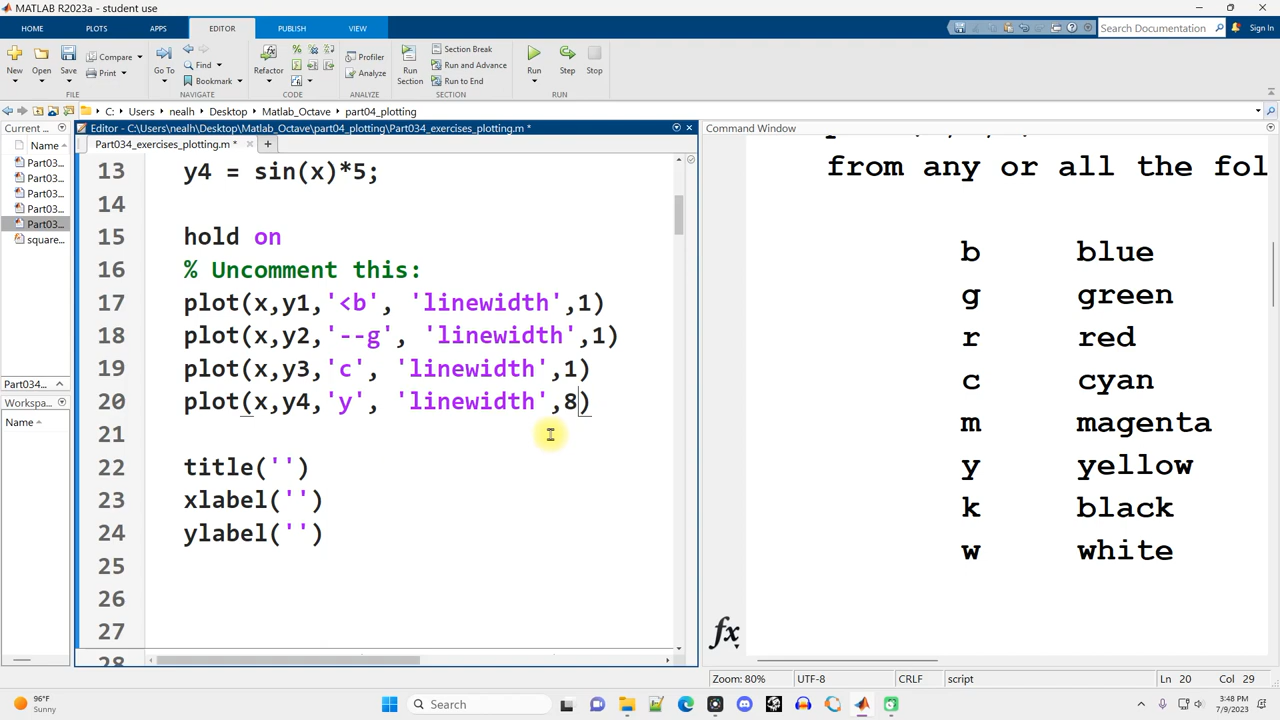 MATLAB R2023a - student use
HOME PLOTS APPS EDITOR PUBLISH VIEW
Search Documentation Sign In
New Open Save Compare Print
Go To Find Bookmark
Refactor
Profiler
Analyze
Run Section
Section Break
Run and Advance
Run to End
Run Step Stop
FILE NAVIGATE CODE ANALYZE SECTION RUN
C: Users nealh Desktop Matlab_Octave part04_plotting
Current ...
Name
Part03...
Part03...
Part03...
Part03...
Part03...
square...
Part034...
Workspa...
Name
Editor - C:\Users\nealh\Desktop\Matlab_Octave\part04_plotting\Part034_exercises_plotting.m *
Part034_exercises_plotting.m *
13 y4 = sin(x)*5;
14
15 hold on
16 % Uncomment this:
17 plot(x,y1,'<b', 'linewidth',1)
18 plot(x,y2,'--g', 'linewidth',1)
19 plot(x,y3,'c', 'linewidth',1)
20 plot(x,y4,'y', 'linewidth',8)
21
22 title('')
23 xlabel('')
24 ylabel('')
25
26
27
28
Command Window
from any or all the fol
b blue
g green
r red
c cyan
m magenta
y yellow
k black
w white
fx
Zoom: 80% UTF-8 CRLF script Ln 20 Col 29
96°F
Sunny
Search
3:48 PM
7/9/2023